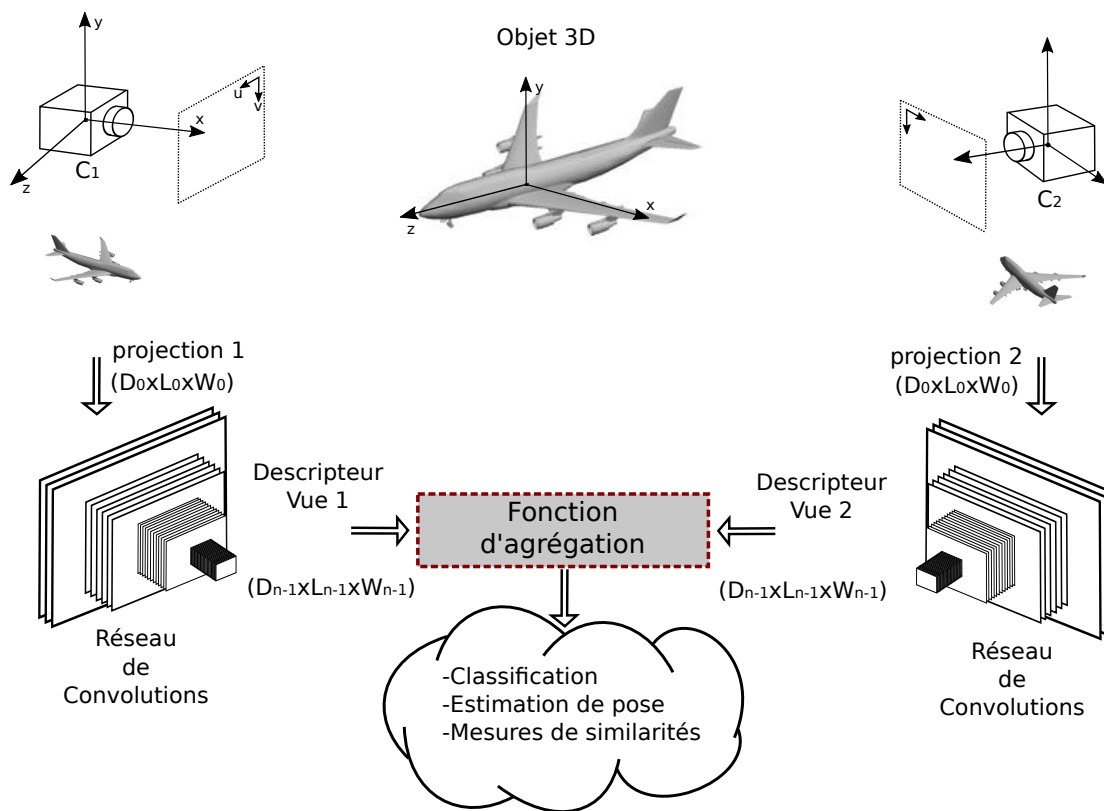 Objet 3D
y
x
z
C1
u
v
y
x
z
C2
projection 1
(D0xL0xW0)
projection 2
(D0xL0xW0)
Descripteur
Vue 1
(Dn-1xLn-1xWn-1)
Fonction
d'agrégation
Descripteur
Vue 2
(Dn-1xLn-1xWn-1)
Réseau
de
Convolutions
-Classification
-Estimation de pose
-Mesures de similarités
Réseau
de
Convolutions